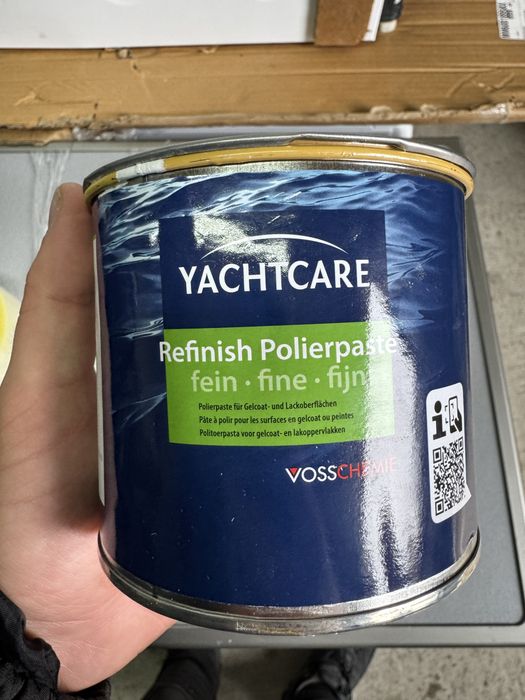 YACHTCARE
Refinish Polierpaste
fein · fine · fijn
Polierpaste für Gelcoat- und Lackoberflächen
Pâte à polir pour les surfaces en gelcoat ou peintes
Politoerpasta voor gelcoat- en lakoppervlakken
VOSSCHEMIE